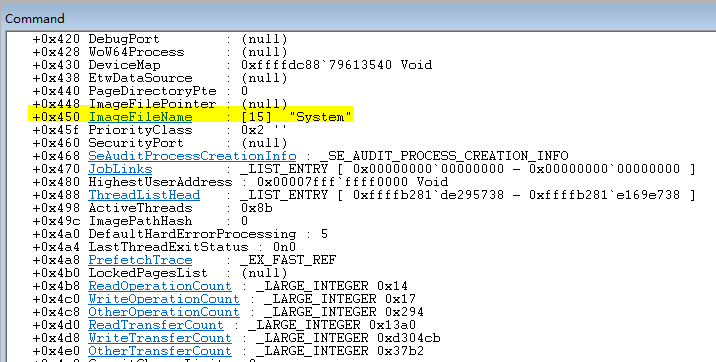 Command
+0x420 DebugPort : (null)
+0x428 WoW64Process : (null)
+0x430 DeviceMap : 0xffffdc88`79613540 Void
+0x438 EtwDataSource : (null)
+0x440 PageDirectoryPte : 0
+0x448 ImageFilePointer : (null)
+0x450 ImageFileName : [15] "System"
+0x45f PriorityClass : 0x2 ''
+0x460 SecurityPort : (null)
+0x468 SeAuditProcessCreationInfo : _SE_AUDIT_PROCESS_CREATION_INFO
+0x470 JobLinks : _LIST_ENTRY [ 0x00000000`00000000 - 0x00000000`00000000 ]
+0x480 HighestUserAddress : 0x00007fff`ffff0000 Void
+0x488 ThreadListHead : _LIST_ENTRY [ 0xffffb281`de295738 - 0xffffb281`e169e738 ]
+0x498 ActiveThreads : 0x8b
+0x49c ImagePathHash : 0
+0x4a0 DefaultHardErrorProcessing : 5
+0x4a4 LastThreadExitStatus : 0n0
+0x4a8 PrefetchTrace : _EX_FAST_REF
+0x4b0 LockedPagesList : (null)
+0x4b8 ReadOperationCount : _LARGE_INTEGER 0x14
+0x4c0 WriteOperationCount : _LARGE_INTEGER 0x17
+0x4c8 OtherOperationCount : _LARGE_INTEGER 0x294
+0x4d0 ReadTransferCount : _LARGE_INTEGER 0x13a0
+0x4d8 WriteTransferCount : _LARGE_INTEGER 0xd304cb
+0x4e0 OtherTransferCount : _LARGE_INTEGER 0x37b2